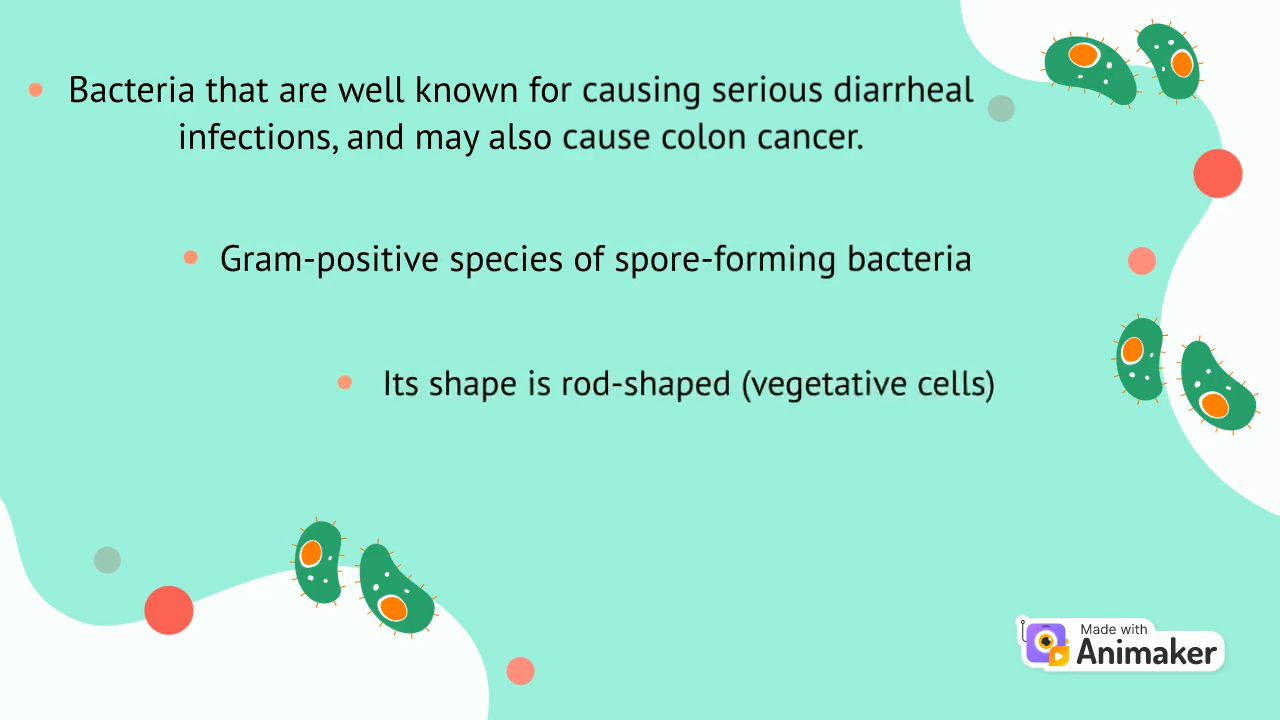 Bacteria that are well known for causing serious diarrheal
infections, and may also cause colon cancer.
Gram-positive species of spore-forming bacteria
Its shape is rod-shaped (vegetative cells)
Made with
Animaker